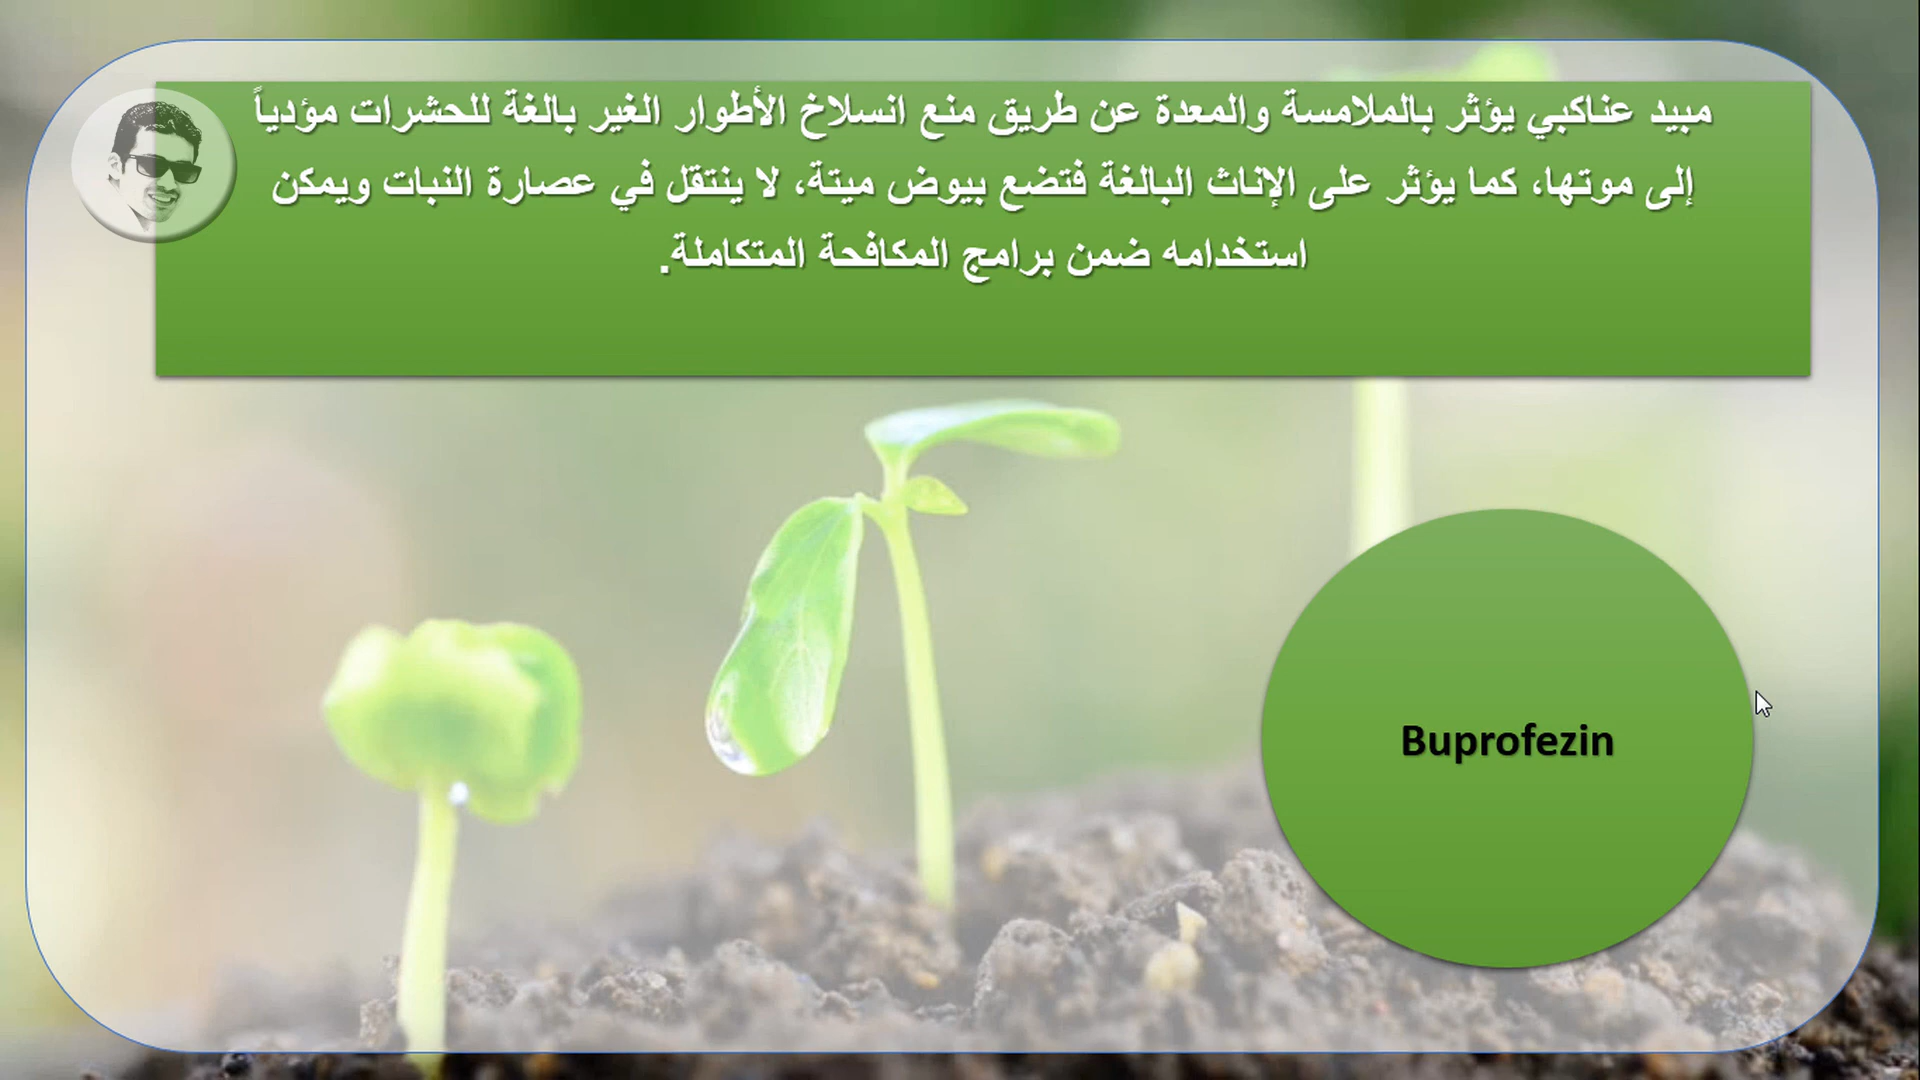 مبيد عناكبي يؤثر بالملامسة والمعدة عن طريق منع انسلاخ الأطوار الغير بالغة للحشرات مؤدياً
إلى موتها، كما يؤثر على الإناث البالغة فتضع بيوض ميتة، لا ينتقل في عصارة النبات ويمكن
استخدامه ضمن برامج المكافحة المتكاملة.
Buprofezin